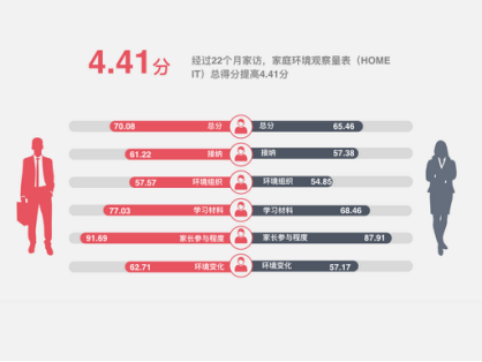 4.41分
经过22个月家访，家庭环境观察量表（HOME
IT）总得分提高4.41分
70.08 总分 总分 65.46
61.22 接纳 接纳 57.38
57.57 环境组织 环境组织 54.85
77.03 学习材料 学习材料 68.46
91.69 家长参与程度 家长参与程度 87.91
62.71 环境变化 环境变化 57.17